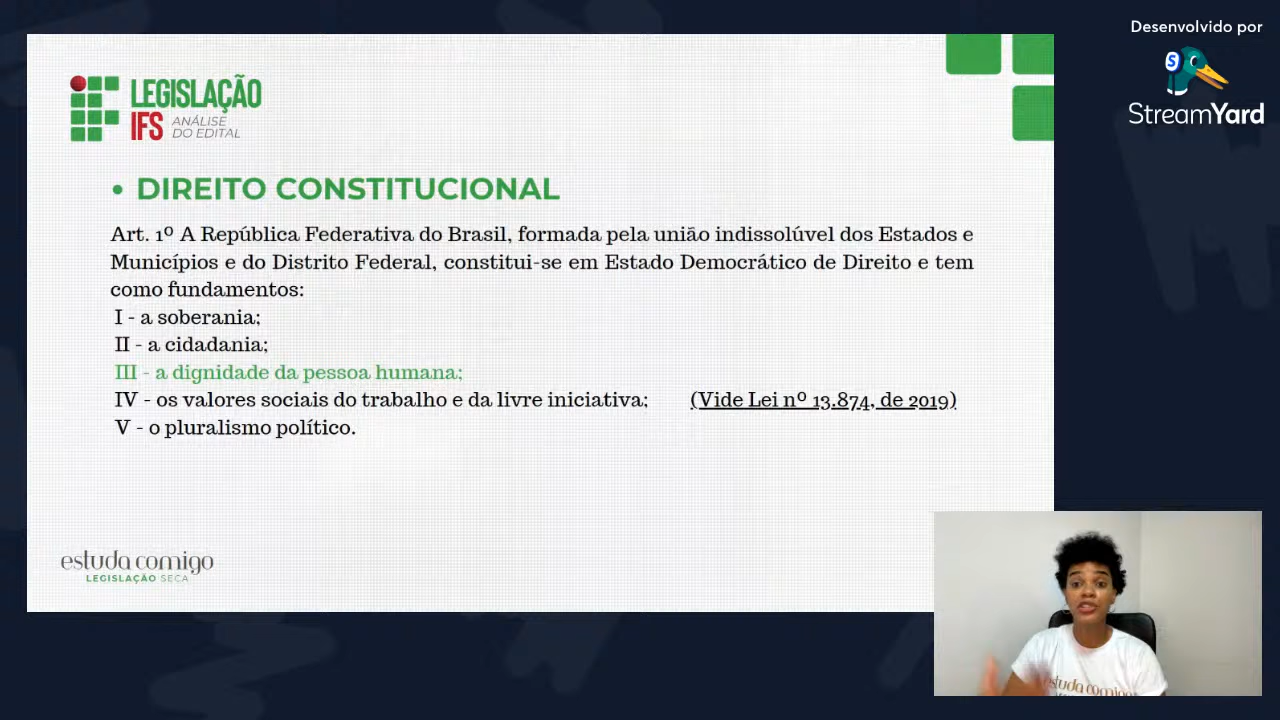 Desenvolvido por
StreamYard
LEGISLAÇÃO
IFS ANÁLISE DO EDITAL
• DIREITO CONSTITUCIONAL
Art. 1º A República Federativa do Brasil, formada pela união indissolúvel dos Estados e
Municípios e do Distrito Federal, constitui-se em Estado Democrático de Direito e tem
como fundamentos:
I - a soberania;
II - a cidadania;
III - a dignidade da pessoa humana;
IV - os valores sociais do trabalho e da livre iniciativa; (Vide Lei nº 13.874, de 2019)
V - o pluralismo político.
estuda comigo
LEGISLAÇÃO SECA
estuda comigo